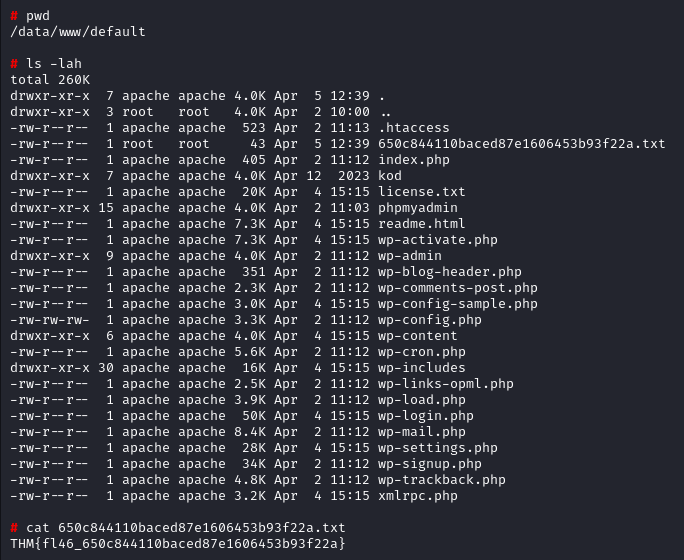 # pwd
/data/www/default
# ls -lah
total 260K
drwxr-xr-x  7 apache apache 4.0K Apr  5 12:39 .
drwxr-xr-x  3 root   root   4.0K Apr  2 10:00 ..
-rw-r--r--  1 apache apache  523 Apr  2 11:13 .htaccess
-rw-r--r--  1 root   root     43 Apr  5 12:39 650c844110baced87e1606453b93f22a.txt
-rw-r--r--  1 apache apache  405 Apr  2 11:12 index.php
drwxr-xr-x  7 apache apache 4.0K Apr 12  2023 kod
-rw-r--r--  1 apache apache  20K Apr  4 15:15 license.txt
drwxr-xr-x 15 apache apache 4.0K Apr  2 11:03 phpmyadmin
-rw-r--r--  1 apache apache 7.3K Apr  4 15:15 readme.html
-rw-r--r--  1 apache apache 7.3K Apr  4 15:15 wp-activate.php
drwxr-xr-x  9 apache apache 4.0K Apr  2 11:12 wp-admin
-rw-r--r--  1 apache apache  351 Apr  2 11:12 wp-blog-header.php
-rw-r--r--  1 apache apache 2.3K Apr  2 11:12 wp-comments-post.php
-rw-r--r--  1 apache apache 3.0K Apr  4 15:15 wp-config-sample.php
-rw-rw-rw-  1 apache apache 3.3K Apr  2 11:12 wp-config.php
drwxr-xr-x  6 apache apache 4.0K Apr  4 15:15 wp-content
-rw-r--r--  1 apache apache 5.6K Apr  2 11:12 wp-cron.php
drwxr-xr-x 30 apache apache  16K Apr  4 15:15 wp-includes
-rw-r--r--  1 apache apache 2.5K Apr  2 11:12 wp-links-opml.php
-rw-r--r--  1 apache apache 3.9K Apr  2 11:12 wp-load.php
-rw-r--r--  1 apache apache  50K Apr  4 15:15 wp-login.php
-rw-r--r--  1 apache apache 8.4K Apr  2 11:12 wp-mail.php
-rw-r--r--  1 apache apache  28K Apr  4 15:15 wp-settings.php
-rw-r--r--  1 apache apache  34K Apr  2 11:12 wp-signup.php
-rw-r--r--  1 apache apache 4.8K Apr  2 11:12 wp-trackback.php
-rw-r--r--  1 apache apache 3.2K Apr  4 15:15 xmlrpc.php
# cat 650c844110baced87e1606453b93f22a.txt
THM{fl46_650c844110baced87e1606453b93f22a}